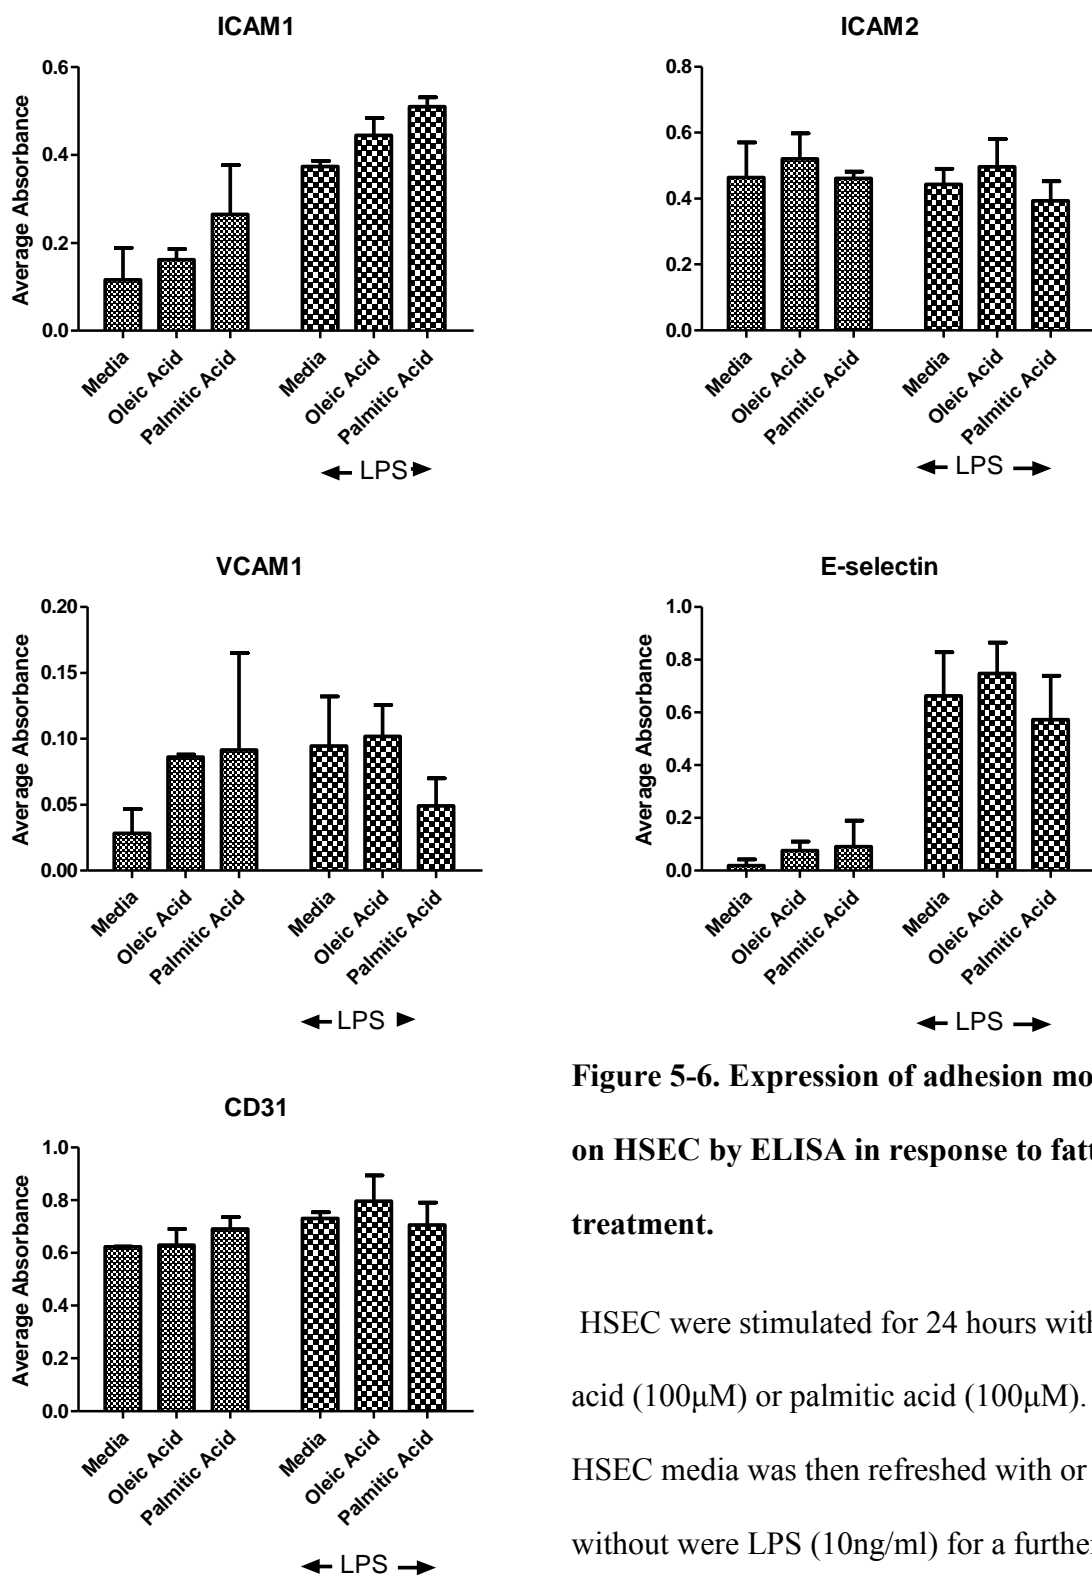 ICAM1
Average Absorbance
0.6
0.4
0.2
0.0
Media
Oleic Acid
Palmitic Acid
Media
Oleic Acid
Palmitic Acid
LPS
ICAM2
Average Absorbance
0.8
0.6
0.4
0.2
0.0
Media
Oleic Acid
Palmitic Acid
Media
Oleic Acid
Palmitic Acid
LPS
VCAM1
Average Absorbance
0.20
0.15
0.10
0.05
0.00
Media
Oleic Acid
Palmitic Acid
Media
Oleic Acid
Palmitic Acid
LPS
E-selectin
Average Absorbance
1.0
0.8
0.6
0.4
0.2
0.0
Media
Oleic Acid
Palmitic Acid
Media
Oleic Acid
Palmitic Acid
LPS
CD31
Average Absorbance
1.0
0.8
0.6
0.4
0.2
0.0
Media
Oleic Acid
Palmitic Acid
Media
Oleic Acid
Palmitic Acid
LPS
Figure 5-6. Expression of adhesion mo
on HSEC by ELISA in response to fat
treatment.
HSEC were stimulated for 24 hours with
acid (100µM) or palmitic acid (100µM).
HSEC media was then refreshed with or
without were LPS (10ng/ml) for a further